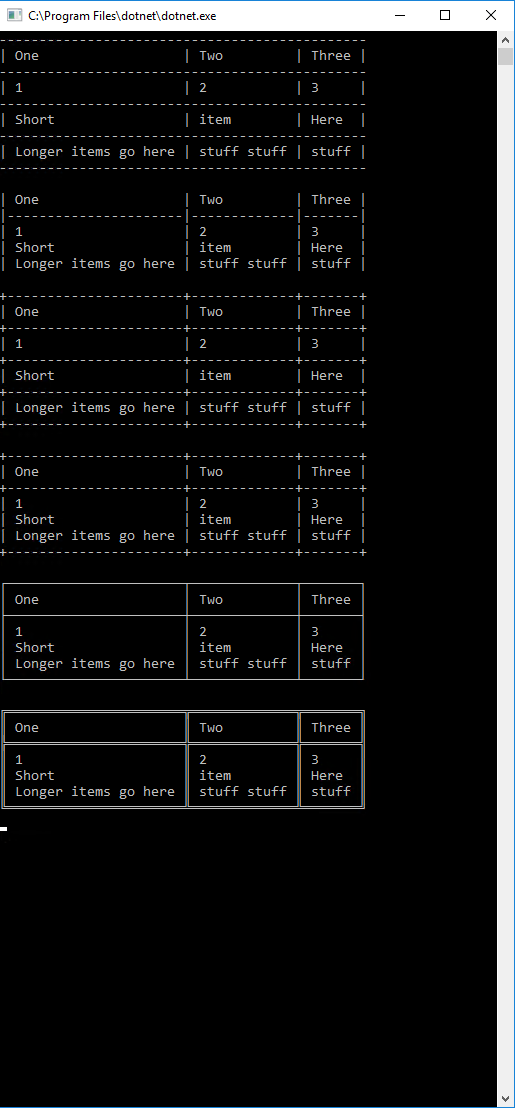 C:\Program Files\dotnet\dotnet.exe
----------------------------------------------
| One                  | Two         | Three |
----------------------------------------------
| 1                    | 2           | 3     |
----------------------------------------------
| Short                | item        | Here  |
----------------------------------------------
| Longer items go here | stuff stuff | stuff |
----------------------------------------------

| One                  | Two         | Three |
|----------------------|-------------|-------|
| 1                    | 2           | 3     |
| Short                | item        | Here  |
| Longer items go here | stuff stuff | stuff |

+----------------------+-------------+-------+
| One                  | Two         | Three |
+----------------------+-------------+-------+
| 1                    | 2           | 3     |
+----------------------+-------------+-------+
| Short                | item        | Here  |
+----------------------+-------------+-------+
| Longer items go here | stuff stuff | stuff |
+----------------------+-------------+-------+

+----------------------+-------------+-------+
| One                  | Two         | Three |
+----------------------+-------------+-------+
| 1                    | 2           | 3     |
| Short                | item        | Here  |
| Longer items go here | stuff stuff | stuff |
+----------------------+-------------+-------+

┌──────────────────────┬─────────────┬───────┐
│ One                  │ Two         │ Three │
├──────────────────────┼─────────────┼───────┤
│ 1                    │ 2           │ 3     │
│ Short                │ item        │ Here  │
│ Longer items go here │ stuff stuff │ stuff │
└──────────────────────┴─────────────┴───────┘

╔══════════════════════╦═════════════╦═══════╗
║ One                  ║ Two         ║ Three ║
╠══════════════════════╬═════════════╬═══════╣
║ 1                    ║ 2           ║ 3     ║
║ Short                ║ item        ║ Here  ║
║ Longer items go here ║ stuff stuff ║ stuff ║
╚══════════════════════╩═════════════╩═══════╝